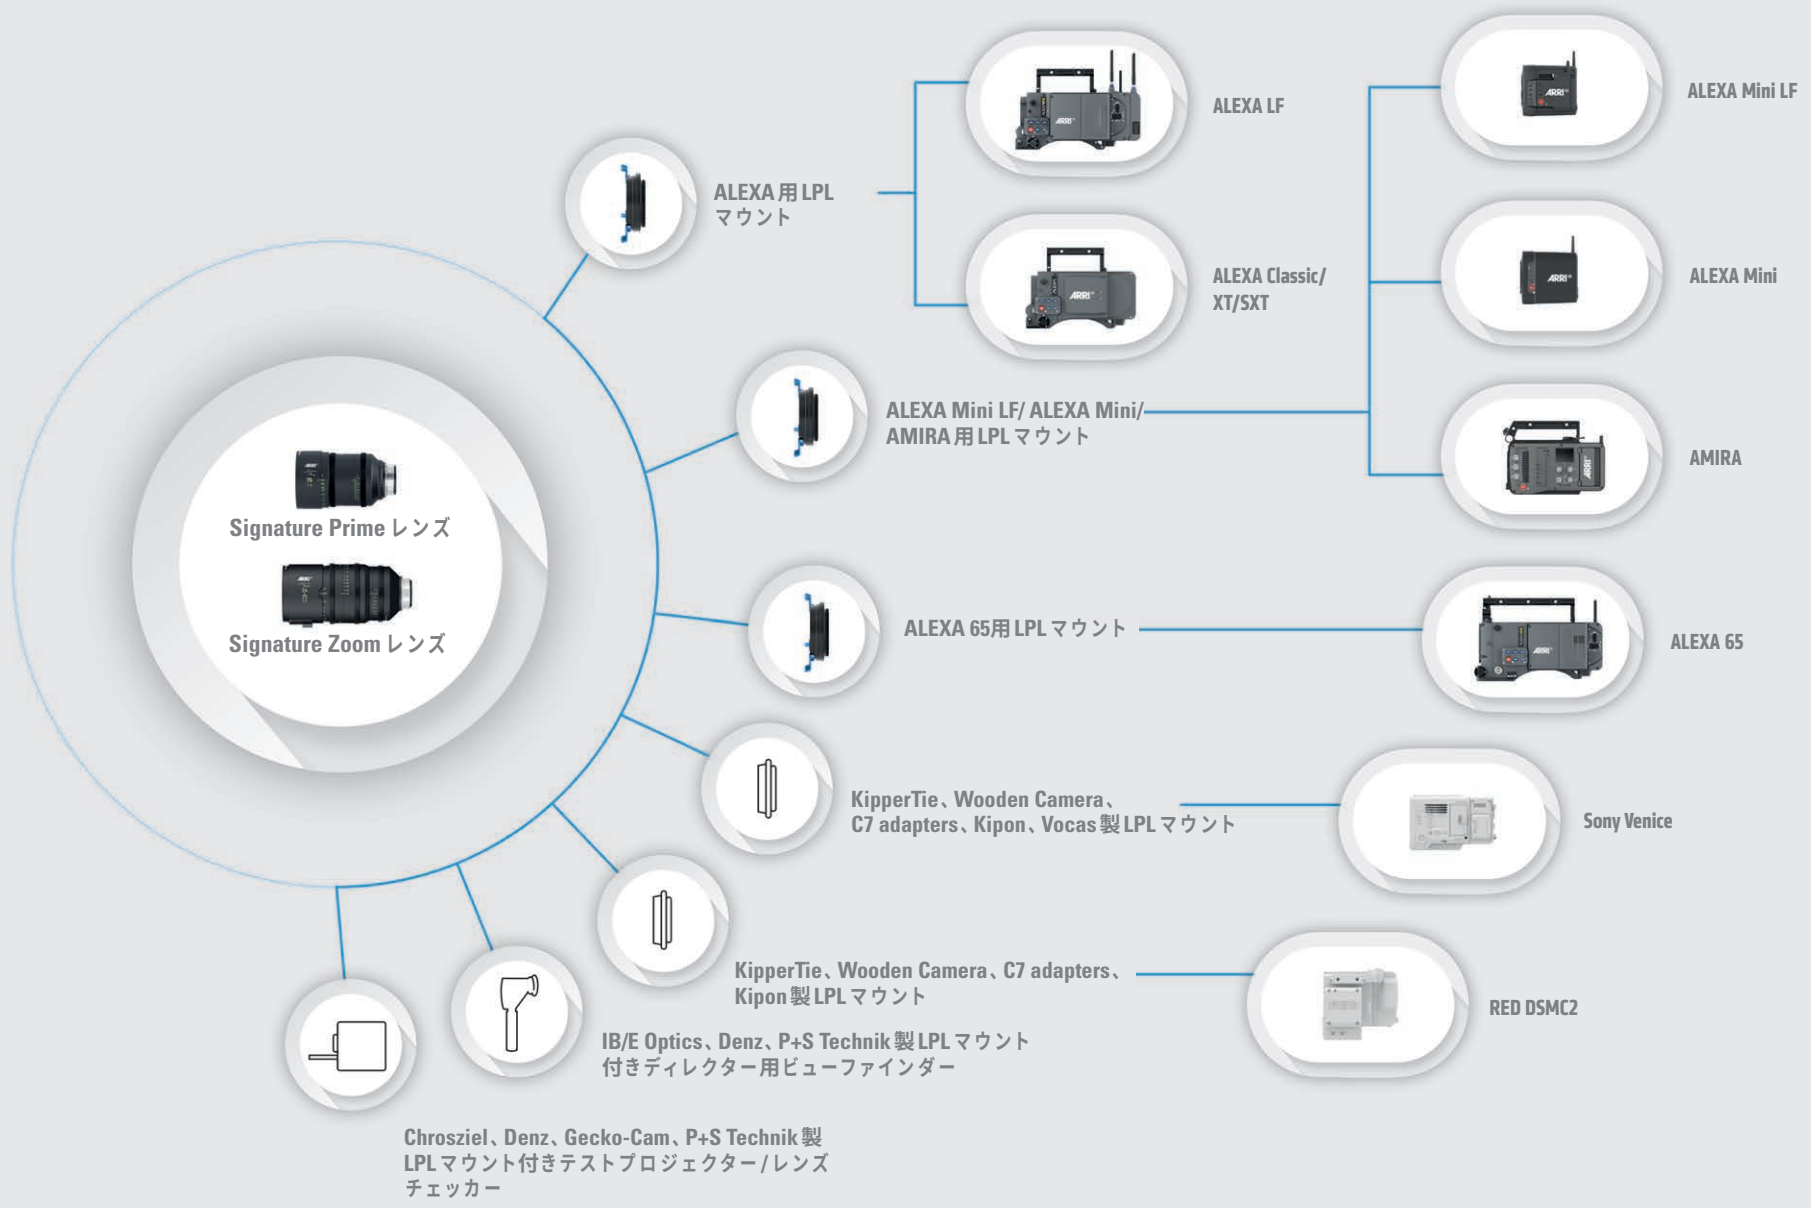 Signature Prime レンズ
Signature Zoom レンズ
ALEXA 用 LPL
マウント
ARRI
ALEXA LF
ARRI
ALEXA Classic/
XT/SXT
ALEXA Mini LF/ ALEXA Mini/
AMIRA 用 LPL マウント
ARRI
ALEXA Mini LF
ARRI
ALEXA Mini
ARRI
AMIRA
ALEXA 65用 LPL マウント
ARRI
ALEXA 65
KipperTie、Wooden Camera、
C7 adapters、Kipon、Vocas 製 LPL マウント
Sony Venice
KipperTie、Wooden Camera、C7 adapters、
Kipon 製 LPL マウント
RED DSMC2
IB/E Optics、Denz、P+S Technik 製 LPL マウント
付きディレクター用ビューファインダー
Chrosziel、Denz、Gecko-Cam、P+S Technik 製
LPL マウント付きテストプロジェクター / レンズ
チェッカー